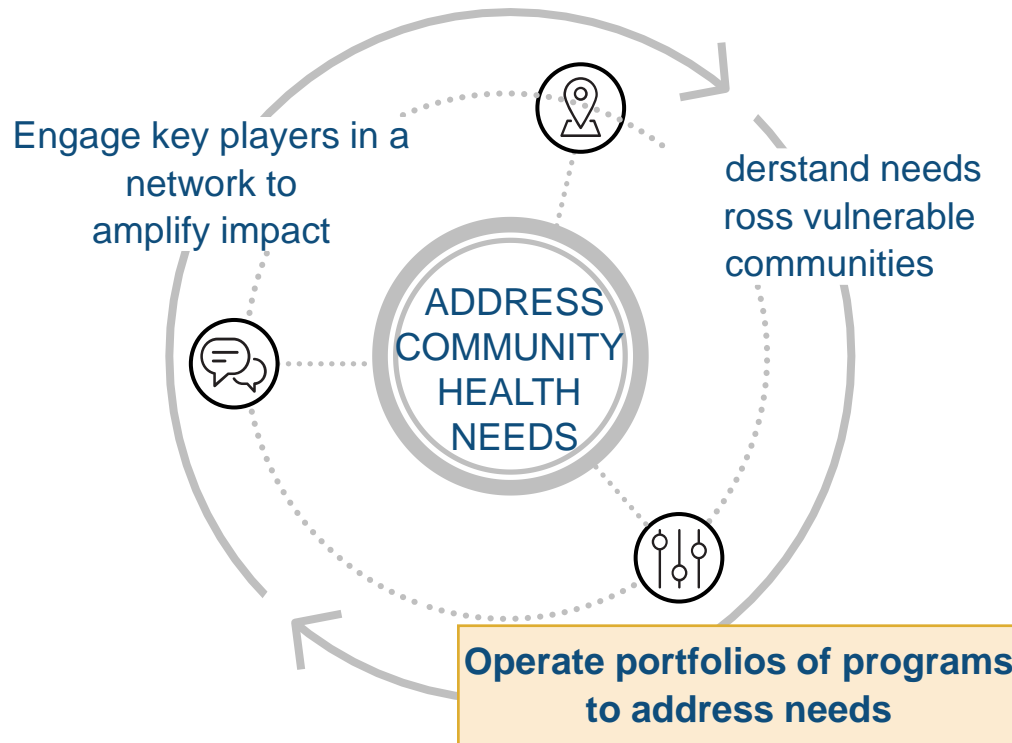 Engage key players in a
network to
amplify impact
derstand needs
ross vulnerable
communities
ADDRESS
COMMUNITY
HEALTH
NEEDS
Operate portfolios of programs
to address needs